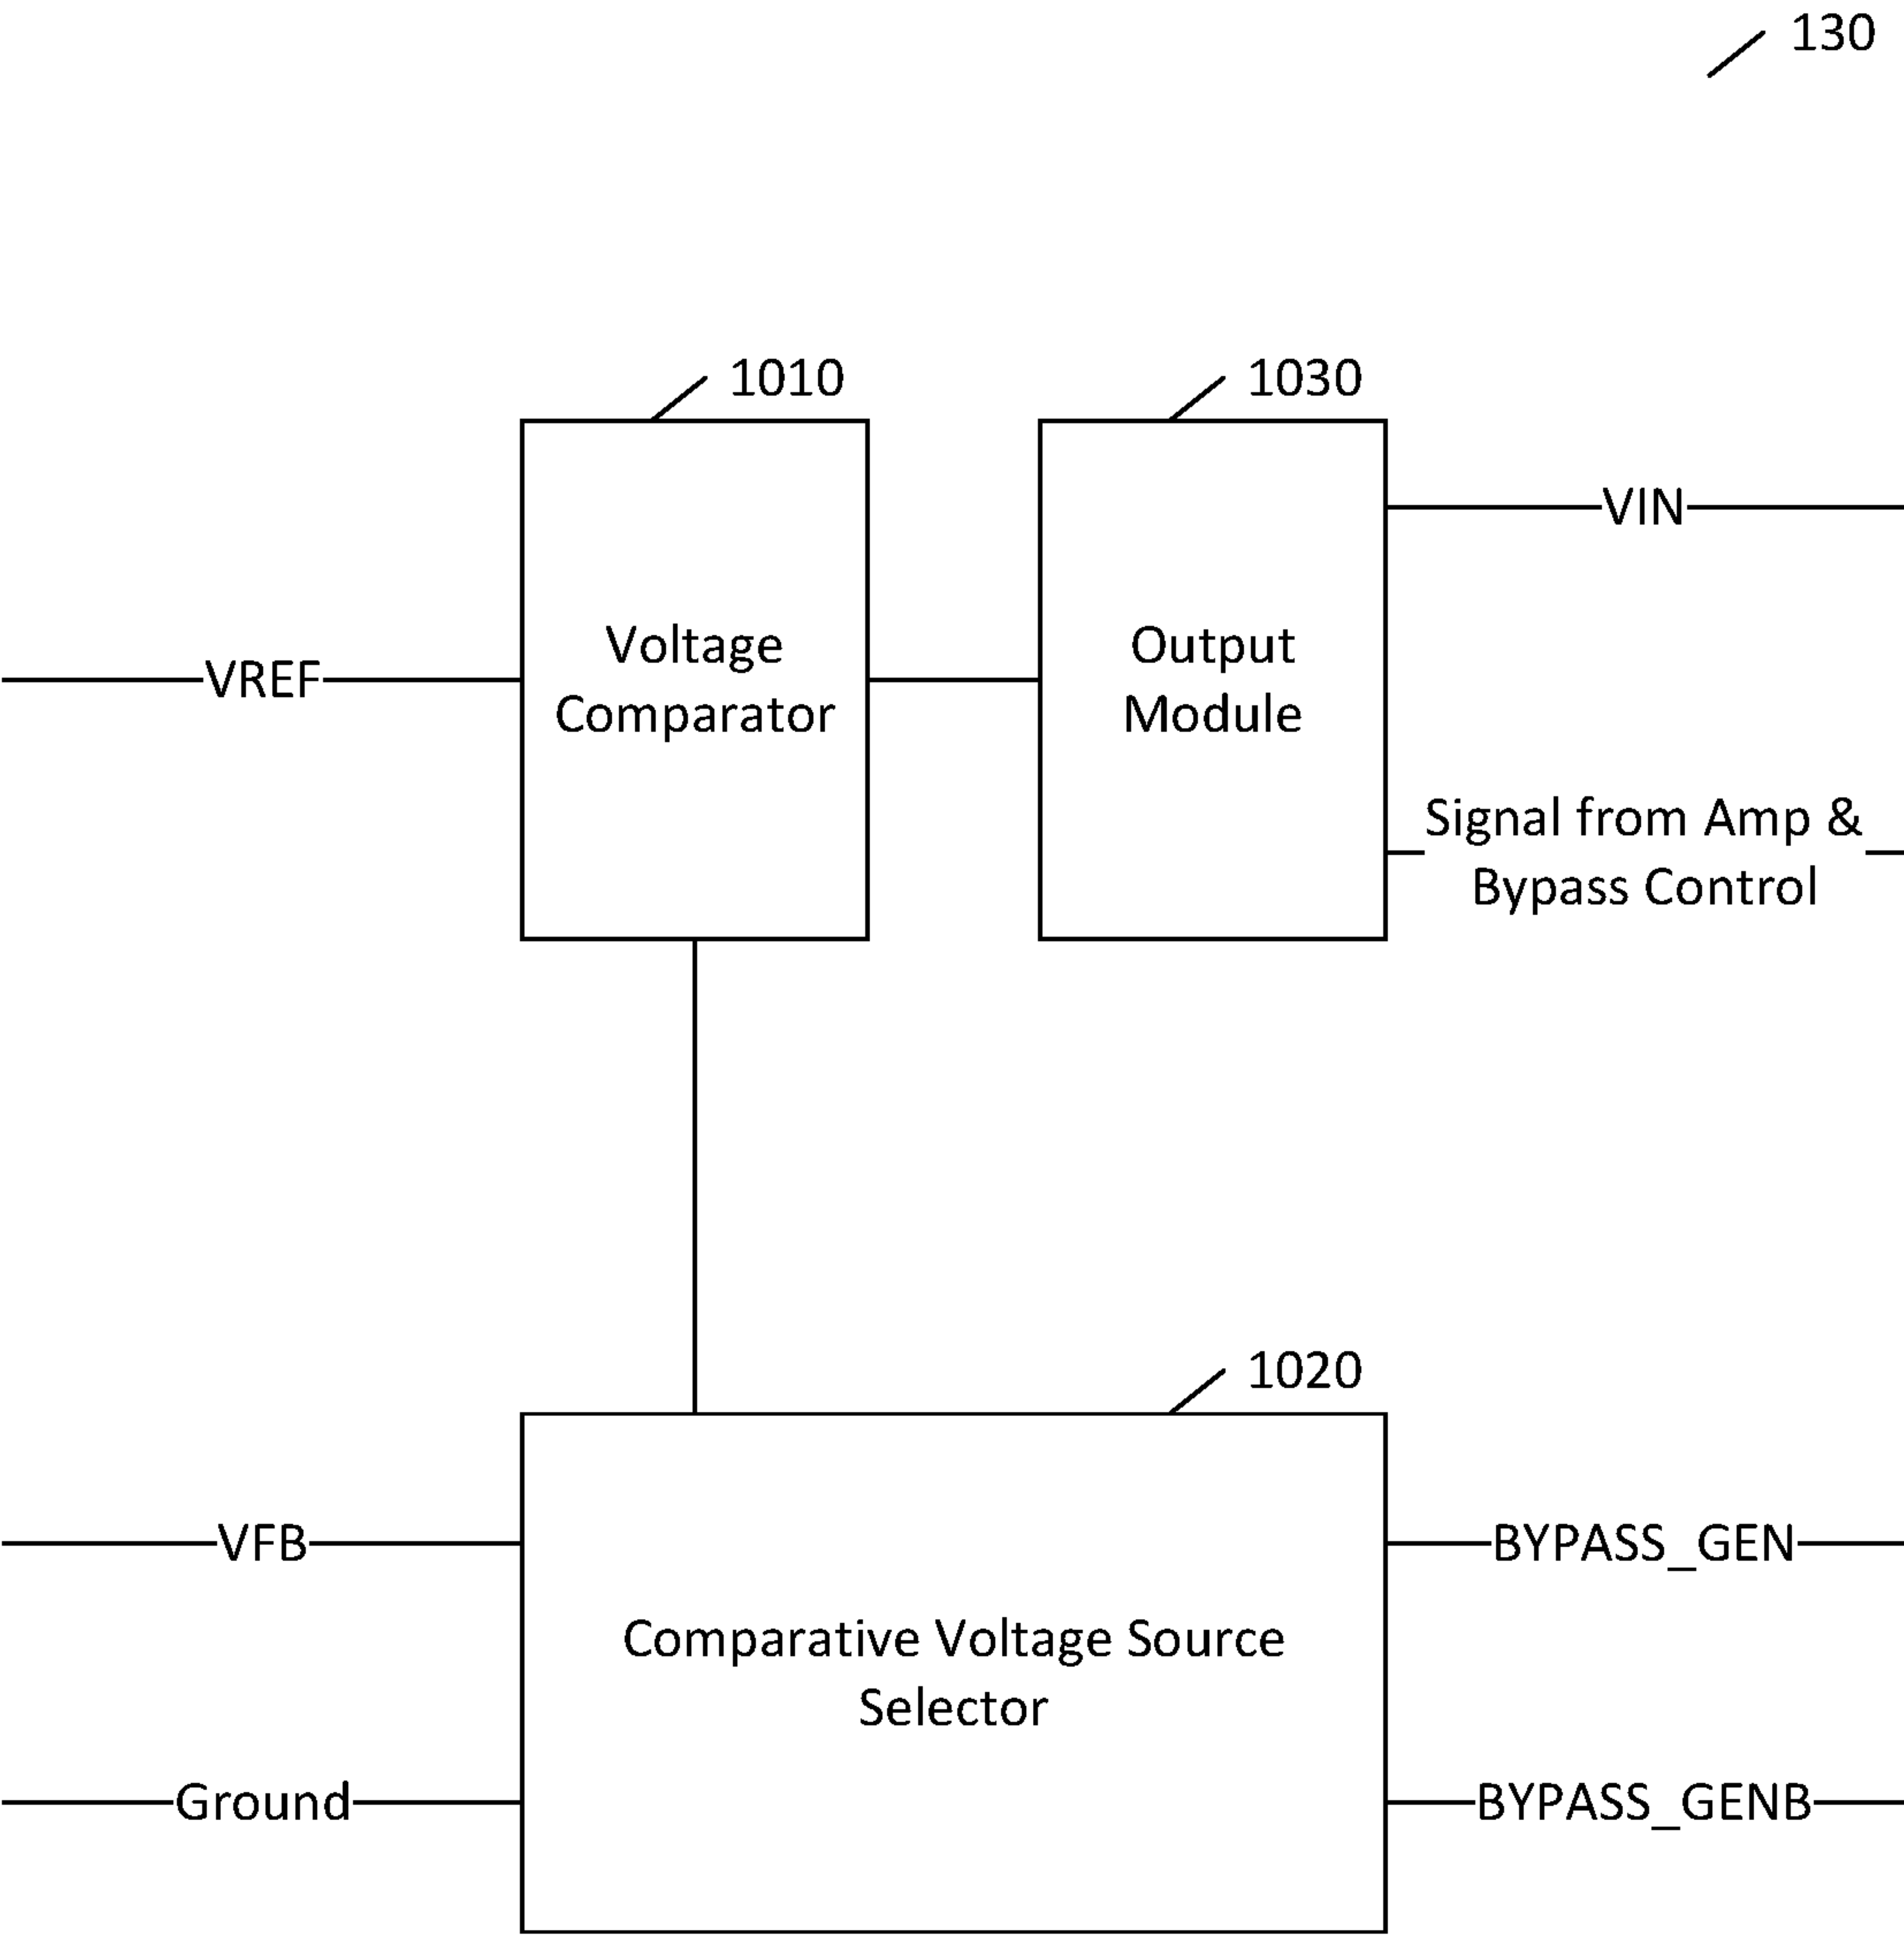 130
1010
1030
VIN
Voltage
Comparator
Output
Module
VREF
Signal from Amp &
Bypass Control
1020
VFB
BYPASS_GEN
Comparative Voltage Source
Selector
Ground
BYPASS_GENB